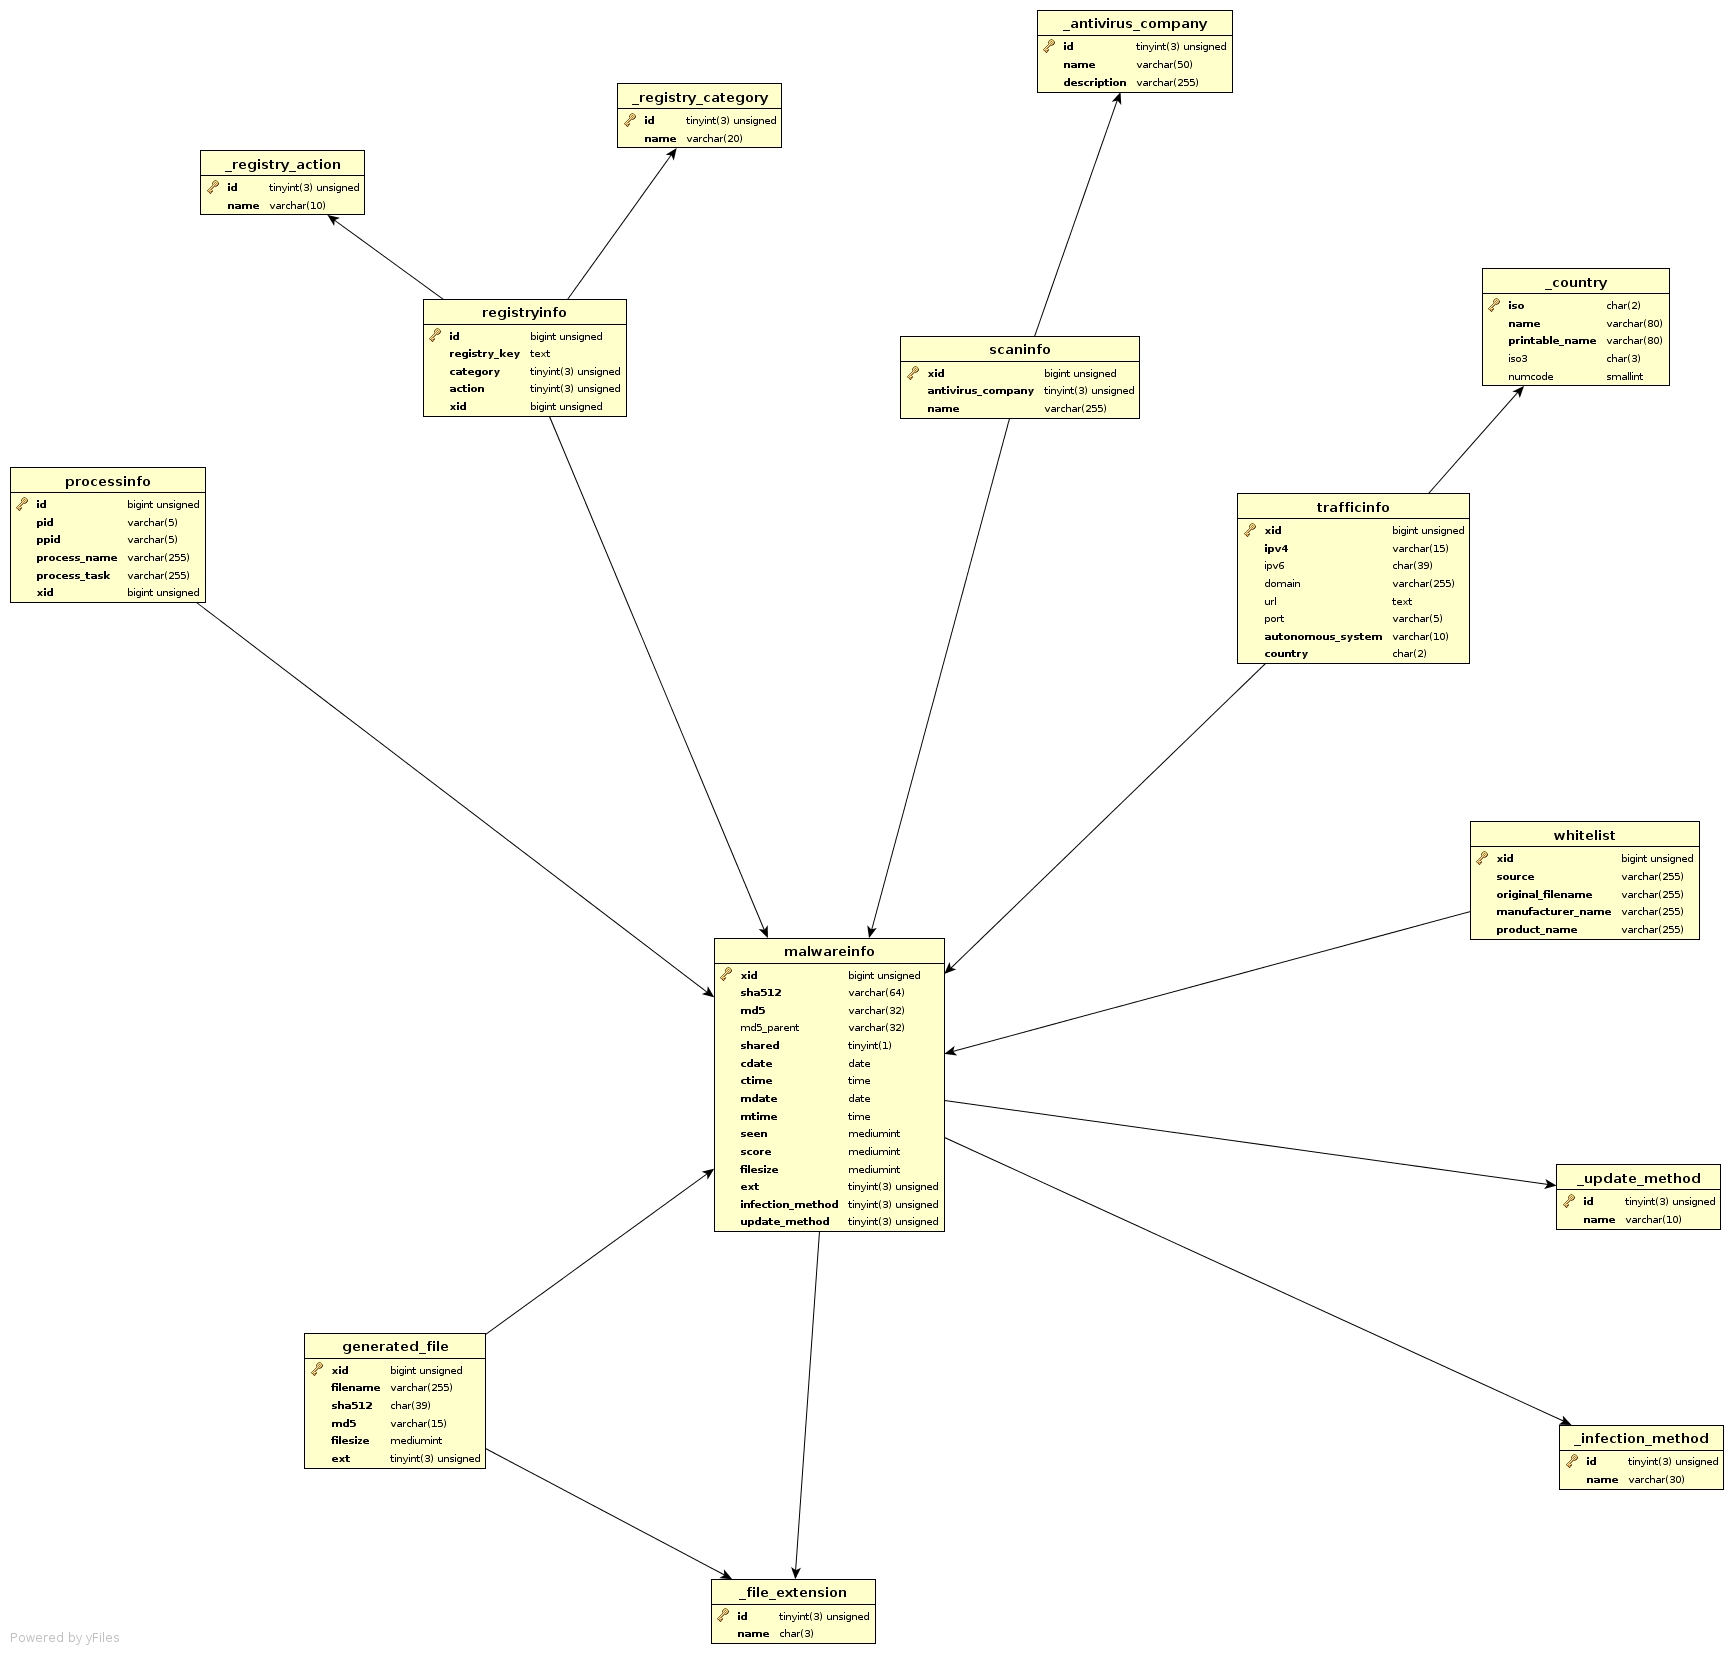 _antivirus_company
id tinyint(3) unsigned
name varchar(50)
description varchar(255)
_registry_category
id tinyint(3) unsigned
name varchar(20)
_registry_action
id tinyint(3) unsigned
name varchar(10)
_country
iso char(2)
name varchar(80)
printable_name varchar(80)
iso3 char(3)
numcode smallint
registryinfo
id bigint unsigned
registry_key text
category tinyint(3) unsigned
action tinyint(3) unsigned
xid bigint unsigned
scaninfo
xid bigint unsigned
antivirus_company tinyint(3) unsigned
name varchar(255)
processinfo
id bigint unsigned
pid varchar(5)
ppid varchar(5)
process_name varchar(255)
process_task varchar(255)
xid bigint unsigned
trafficinfo
xid bigint unsigned
ipv4 varchar(15)
ipv6 char(39)
domain varchar(255)
url text
port varchar(5)
autonomous_system varchar(10)
country char(2)
whitelist
xid bigint unsigned
source varchar(255)
original_filename varchar(255)
manufacturer_name varchar(255)
product_name varchar(255)
malwareinfo
xid bigint unsigned
sha512 varchar(64)
md5 varchar(32)
md5_parent varchar(32)
shared tinyint(1)
cdate date
ctime time
mdate date
mtime time
seen mediumint
score mediumint
filesize mediumint
ext tinyint(3) unsigned
infection_method tinyint(3) unsigned
update_method tinyint(3) unsigned
_update_method
id tinyint(3) unsigned
name varchar(10)
generated_file
xid bigint unsigned
filename varchar(255)
sha512 char(39)
md5 varchar(15)
filesize mediumint
ext tinyint(3) unsigned
_infection_method
id tinyint(3) unsigned
name varchar(30)
_file_extension
id tinyint(3) unsigned
name char(3)
Powered by yFiles